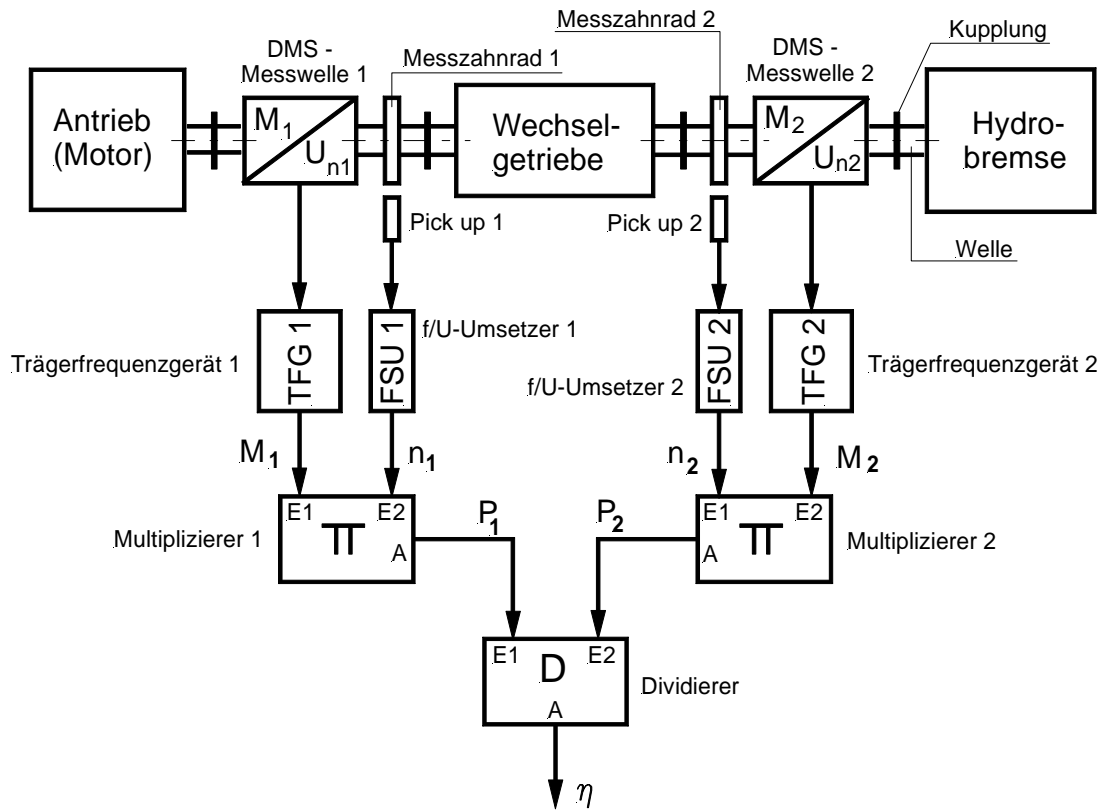 DMS -
Messwelle 1
Messzahnrad 1
Messzahnrad 2
DMS -
Messwelle 2
Kupplung
Antrieb
(Motor)
M1
Un1
Wechsel-
getriebe
M2
Un2
Hydro-
bremse
Pick up 1
Pick up 2
Welle
Trägerfrequenzgerät 1
TFG 1
FSU 1
f/U-Umsetzer 1
f/U-Umsetzer 2
FSU 2
TFG 2
Trägerfrequenzgerät 2
M1
n1
n2
M2
Multiplizierer 1
E1
E2
π
A
P1
P2
E1
E2
π
A
Multiplizierer 2
E1
E2
D
A
Dividierer
η